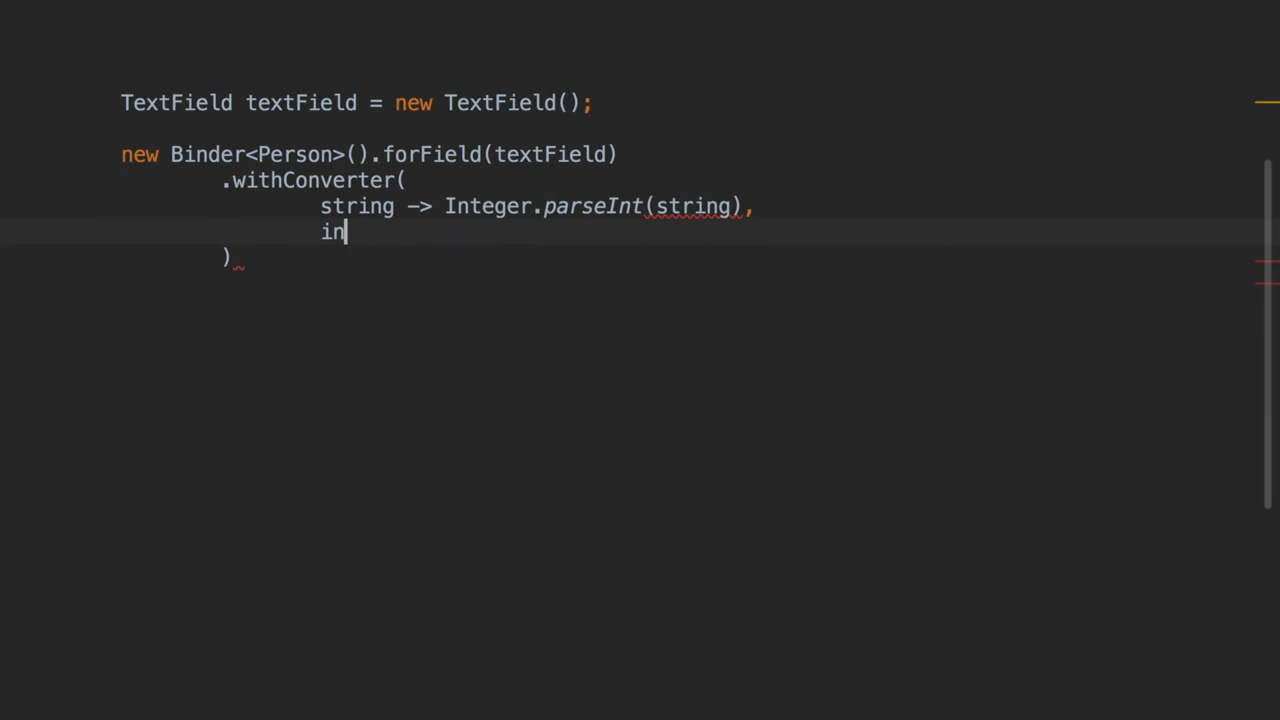 TextField textField = new TextField();
new Binder<Person>().forField(textField)
.withConverter(
string -> Integer.parseInt(string),
in
)